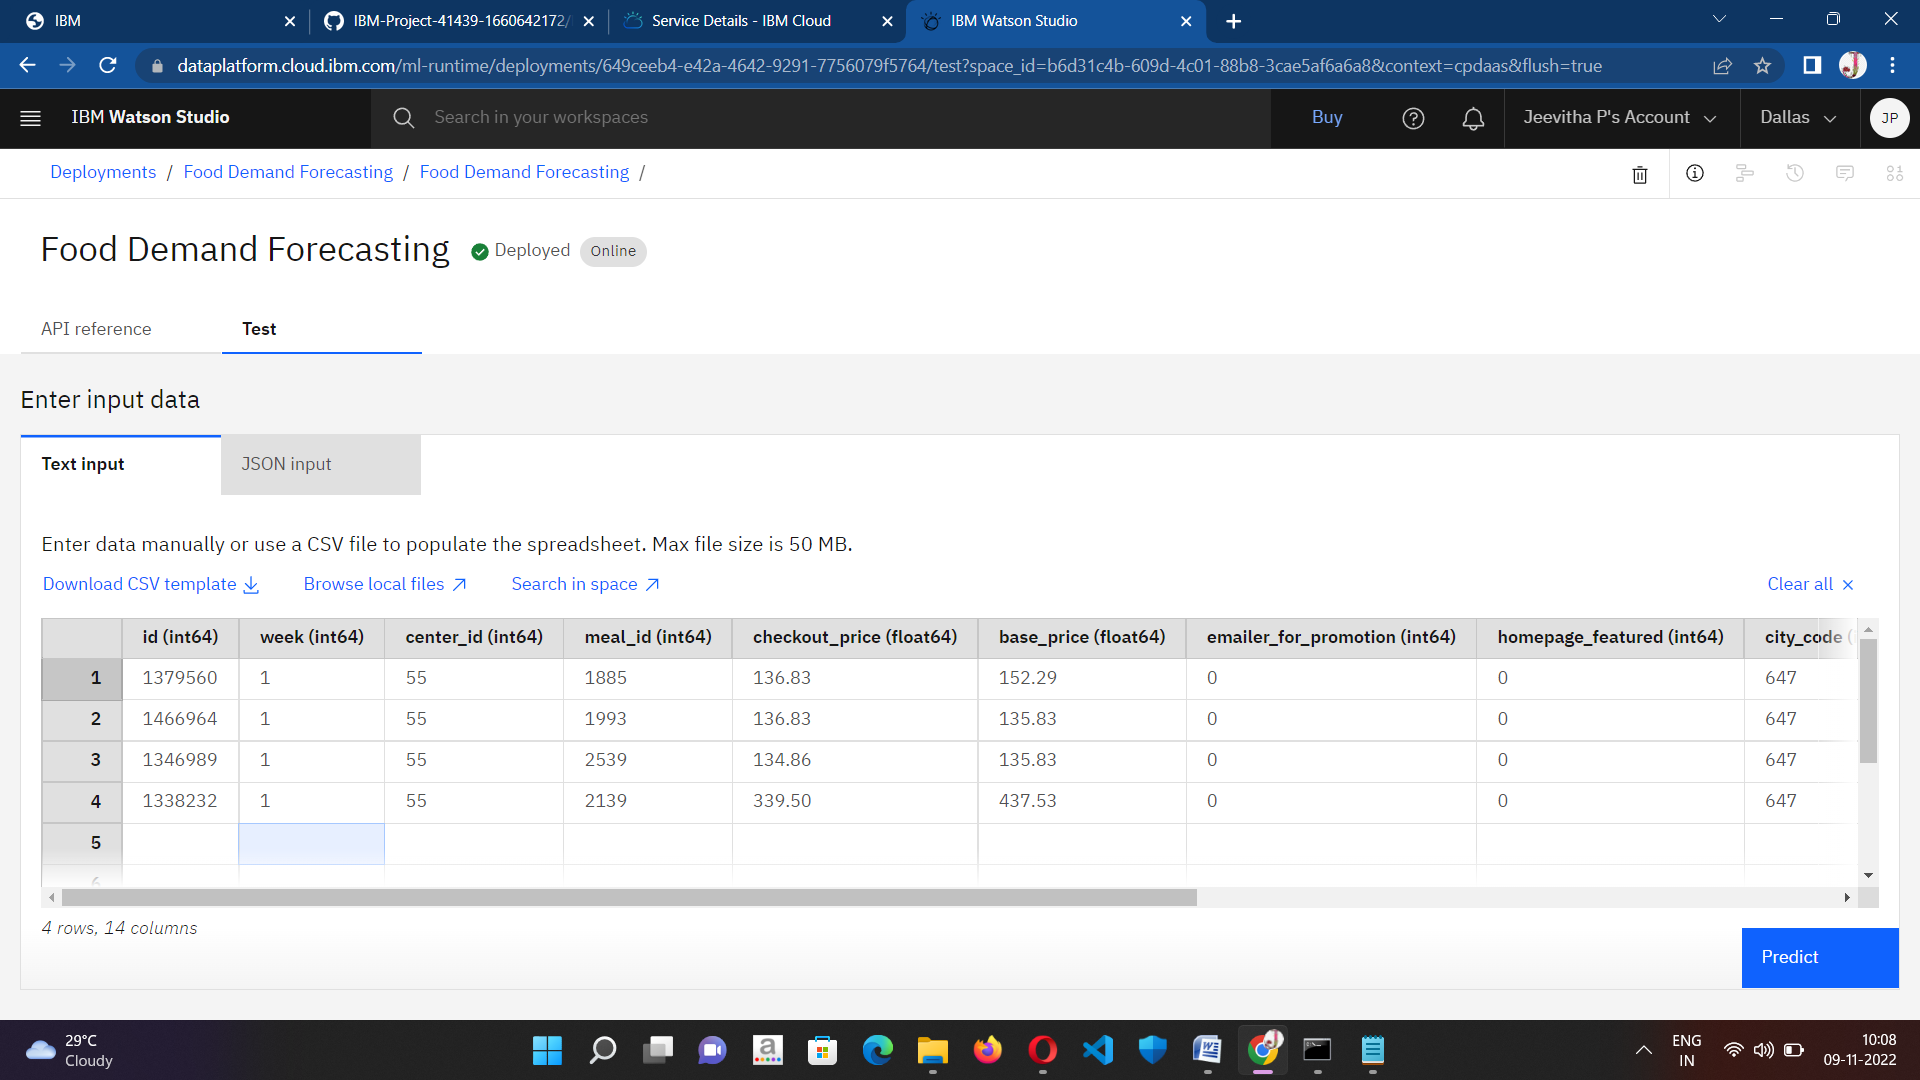 IBM
IBM-Project-41439-1660642172/
Service Details - IBM Cloud
IBM Watson Studio
dataplatform.cloud.ibm.com/ml-runtime/deployments/649ceeb4-e42a-4642-9291-7756079f5764/test?space_id=b6d31c4b-609d-4c01-88b8-3cae5af6a6a8&context=cpdaas&flush=true
IBM Watson Studio
Search in your workspaces
Buy
Jeevitha P's Account
Dallas
JP
Deployments / Food Demand Forecasting / Food Demand Forecasting /
Food Demand Forecasting
Deployed
Online
API reference
Test
Enter input data
Text input
JSON input
Enter data manually or use a CSV file to populate the spreadsheet. Max file size is 50 MB.
Download CSV template
Browse local files
Search in space
Clear all
id (int64) week (int64) center_id (int64) meal_id (int64) checkout_price (float64) base_price (float64) emailer_for_promotion (int64) homepage_featured (int64) city_code (
1 1379560 1 55 1885 136.83 152.29 0 0 647
2 1466964 1 55 1993 136.83 135.83 0 0 647
3 1346989 1 55 2539 134.86 135.83 0 0 647
4 1338232 1 55 2139 339.50 437.53 0 0 647
5
6
4 rows, 14 columns
Predict
29°C
Cloudy
ENG
IN
10:08
09-11-2022